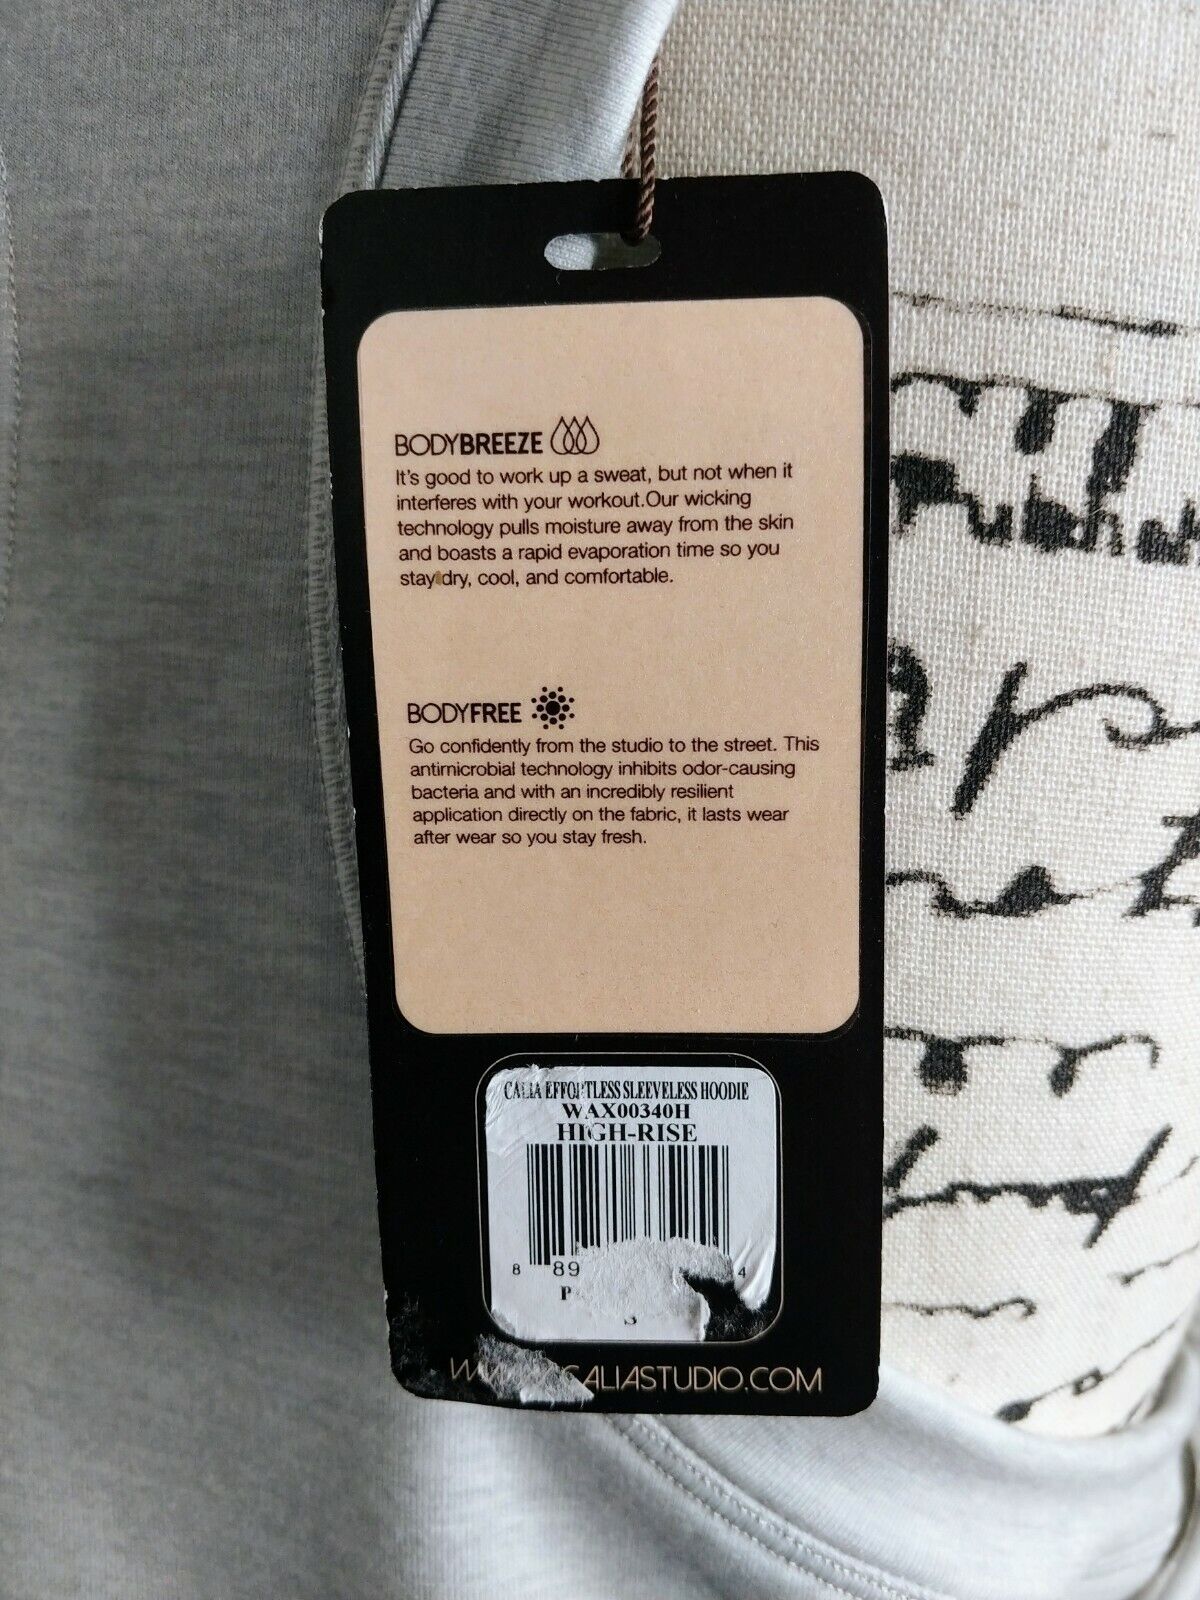 BODYBREEZE
It's good to work up a sweat, but not when it
interferes with your workout.Our wicking
technology pulls moisture away from the skin
and boasts a rapid evaporation time so you
stay dry, cool, and comfortable.
BODYFREE
Go confidently from the studio to the street. This
antimicrobial technology inhibits odor-causing
bacteria and with an incredibly resilient
application directly on the fabric, it lasts wear
after wear so you stay fresh.
CALIA EFFORTLESS SLEEVELESS HOODIE
WAX00340H
HIGH-RISE
8 89 4
P
CALIASTUDIO.COM